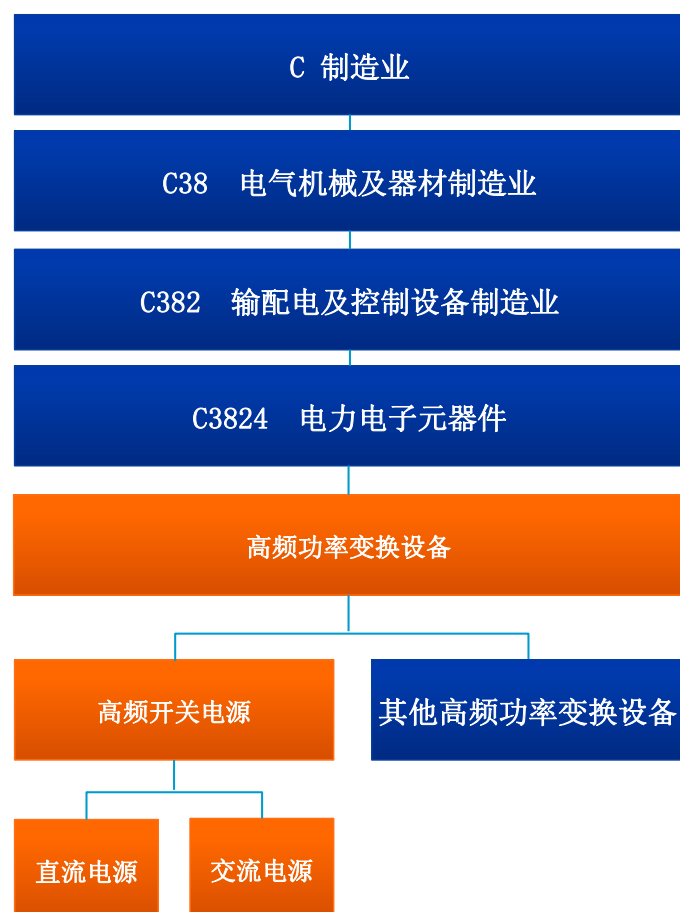 C 制造业
C38 电气机械及器材制造业
C382 输配电及控制设备制造业
C3824 电力电子元器件
高频功率变换设备
高频开关电源
其他高频功率变换设备
直流电源
交流电源